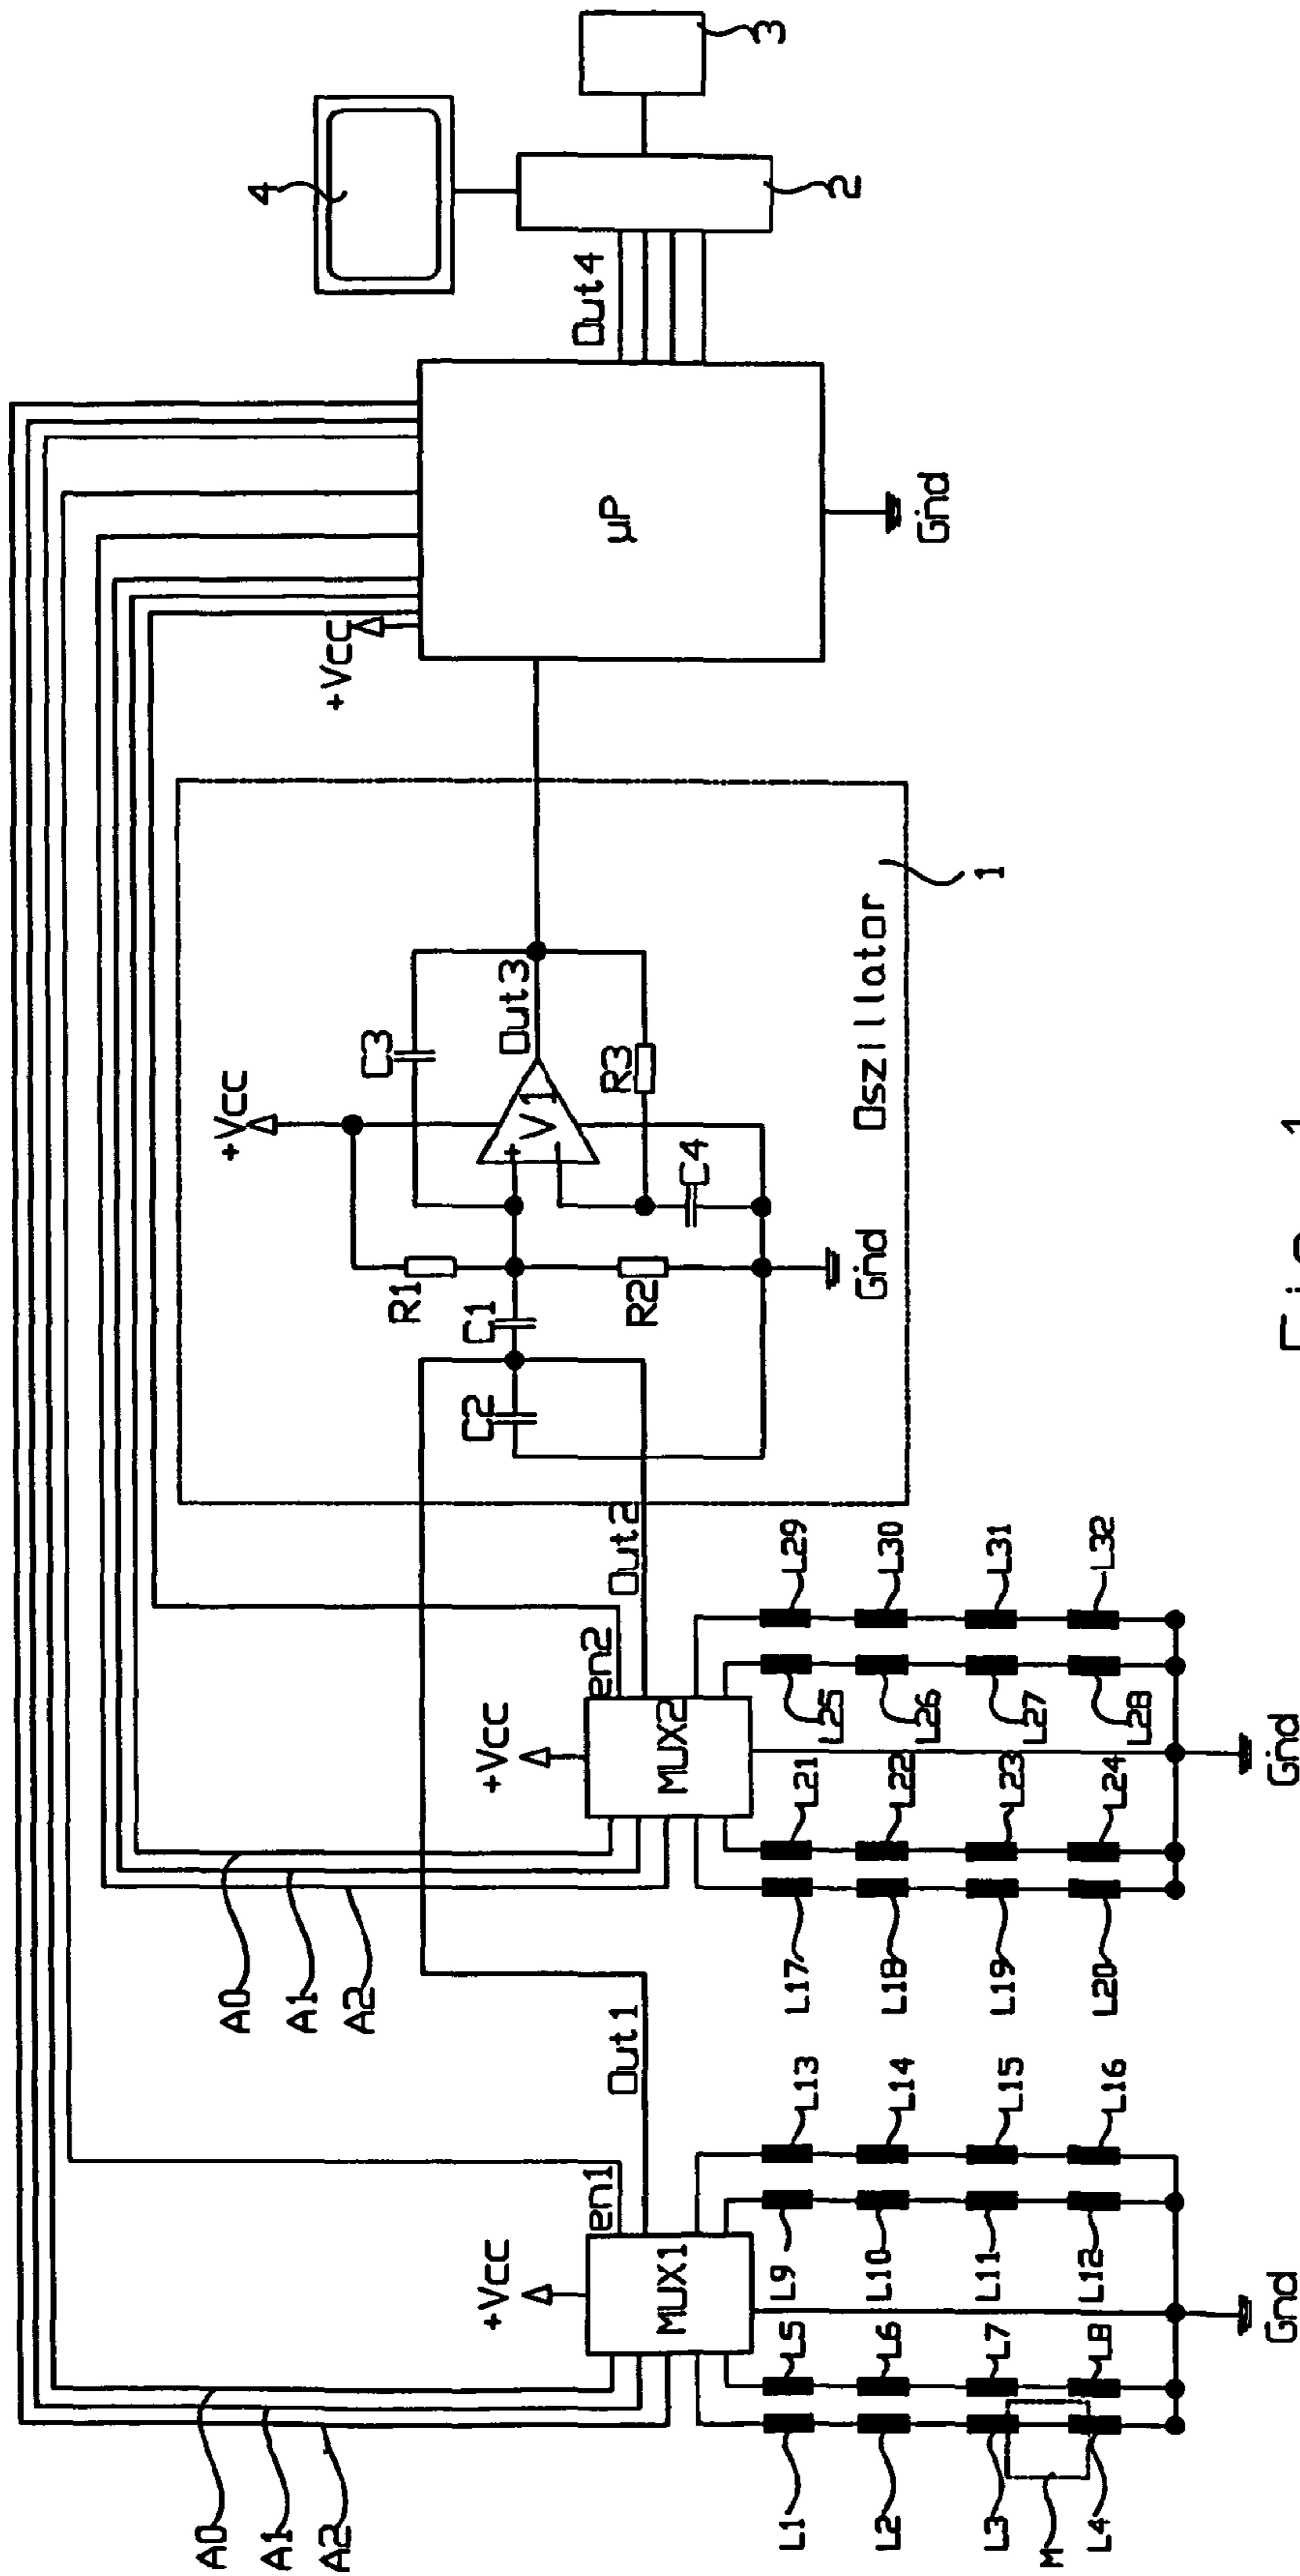 4
3
2
Out4
µP
Gnd
+Vcc
1
Oszillator
+Vcc
C3
Out3
V1
+
−
R3
C4
R1
R2
C1
C2
Gnd
Out2
en2
+Vcc
MUX2
L29
L30
L31
L32
L25
L26
L27
L28
L21
L22
L23
L24
L17
L18
L19
L20
Gnd
A0
A1
A2
Out1
en1
+Vcc
MUX1
L13
L14
L15
L16
L9
L10
L11
L12
L5
L6
L7
L8
L1
L2
L3
L4
M
Gnd
A0
A1
A2